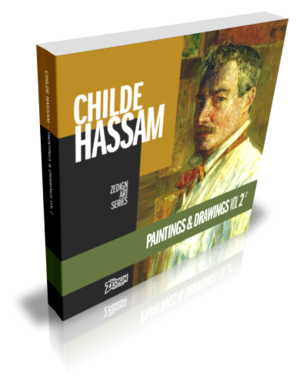 CHILDE
HASSAM
ZEDIGN
ART
SERIES
PAINTINGS & DRAWINGS VOL 2
CHILDE HASSAM - PAINTINGS & DRAWINGS VOL 2
ZEDIGN